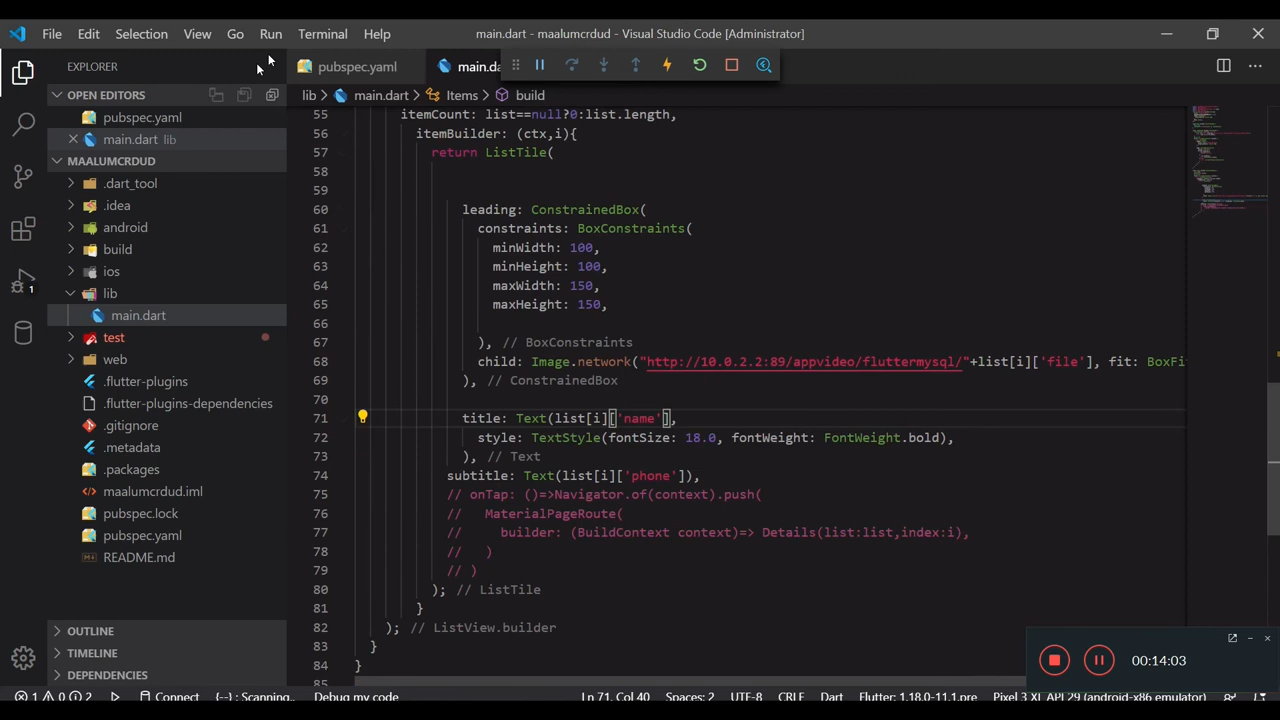 File Edit Selection View Go Run Terminal Help main.dart - maalumcrdud - Visual Studio Code [Administrator]
EXPLORER pubspec.yaml
OPEN EDITORS
lib > main.dart > Items > build
pubspec.yaml
main.dart lib
MAALUMCRDUD
.dart_tool
.idea
android
build
ios
lib
main.dart
test
web
.flutter-plugins
.flutter-plugins-dependencies
.gitignore
.metadata
.packages
maalumcrdud.iml
pubspec.lock
pubspec.yaml
README.md
OUTLINE
TIMELINE
DEPENDENCIES
55 itemCount: list==null?0:list.length,
56 itemBuilder: (ctx,i){
57 return ListTile(
58
59
60 leading: ConstrainedBox(
61 constraints: BoxConstraints(
62 minWidth: 100,
63 minHeight: 100,
64 maxWidth: 150,
65 maxHeight: 150,
66
67 ), // BoxConstraints
68 child: Image.network("http://10.0.2.2:89/appvideo/fluttermysql/"+list[i]['file'], fit: BoxFi
69 ), // ConstrainedBox
70
71 title: Text(list[i]['name'],
72 style: TextStyle(fontSize: 18.0, fontWeight: FontWeight.bold),
73 ), // Text
74 subtitle: Text(list[i]['phone']),
75 // onTap: ()=>Navigator.of(context).push(
76 // MaterialPageRoute(
77 // builder: (BuildContext context)=> Details(list:list,index:i),
78 // )
79 // )
80 ); // ListTile
81 }
82 ); // ListView.builder
83 }
84 }
85
1
00:14:03
1 0 2 Connect {--} : Scanning.. Debug my code Ln 71, Col 40 Spaces: 2 UTF-8 CRLF Dart Flutter: 1.18.0-11.1.pre Pixel 3 XL API 29 (android-x86 emulator)